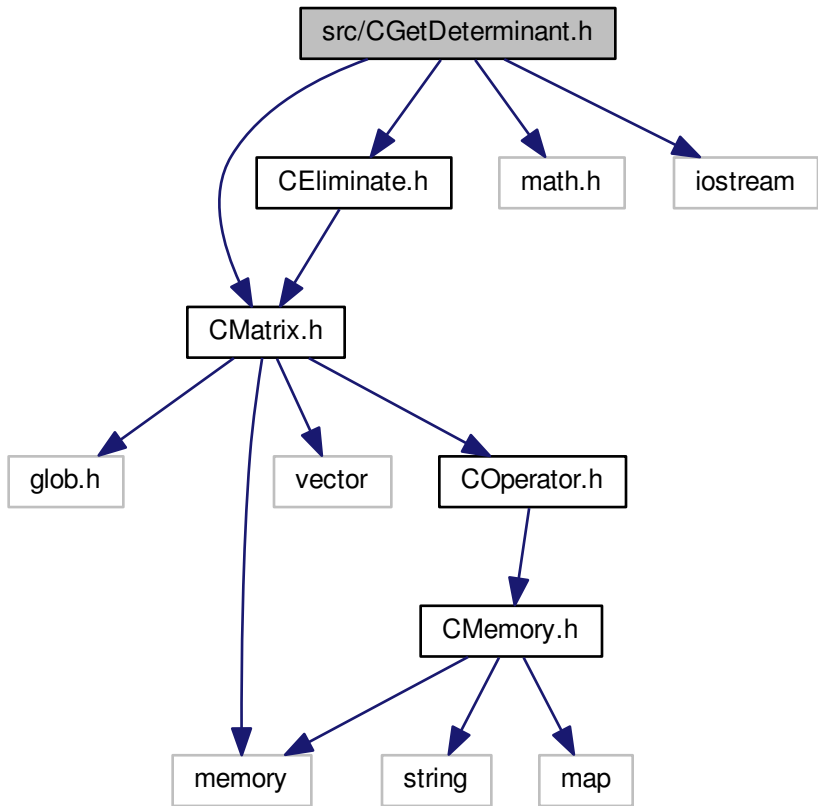 src/CGetDeterminant.h
CEliminate.h
math.h
iostream
CMatrix.h
glob.h
vector
COperator.h
CMemory.h
memory
string
map